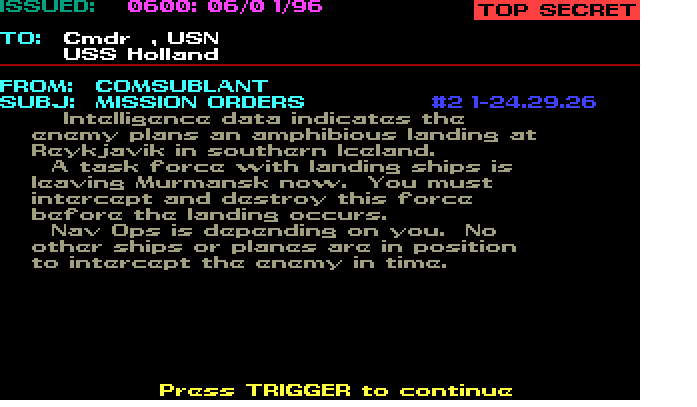 ISSUED: 0600: 06/01/96
TOP SECRET
TO: Cmdr , USN
USS Holland
FROM: COMSUBLANT
SUBJ: MISSION ORDERS #21-24.29.26
Intelligence data indicates the
enemy plans an amphibious landing at
Reykjavik in southern Iceland.
A task force with landing ships is
leaving Murmansk now. You must
intercept and destroy this force
before the landing occurs.
Nav Ops is depending on you. No
other ships or planes are in position
to intercept the enemy in time.
Press TRIGGER to continue